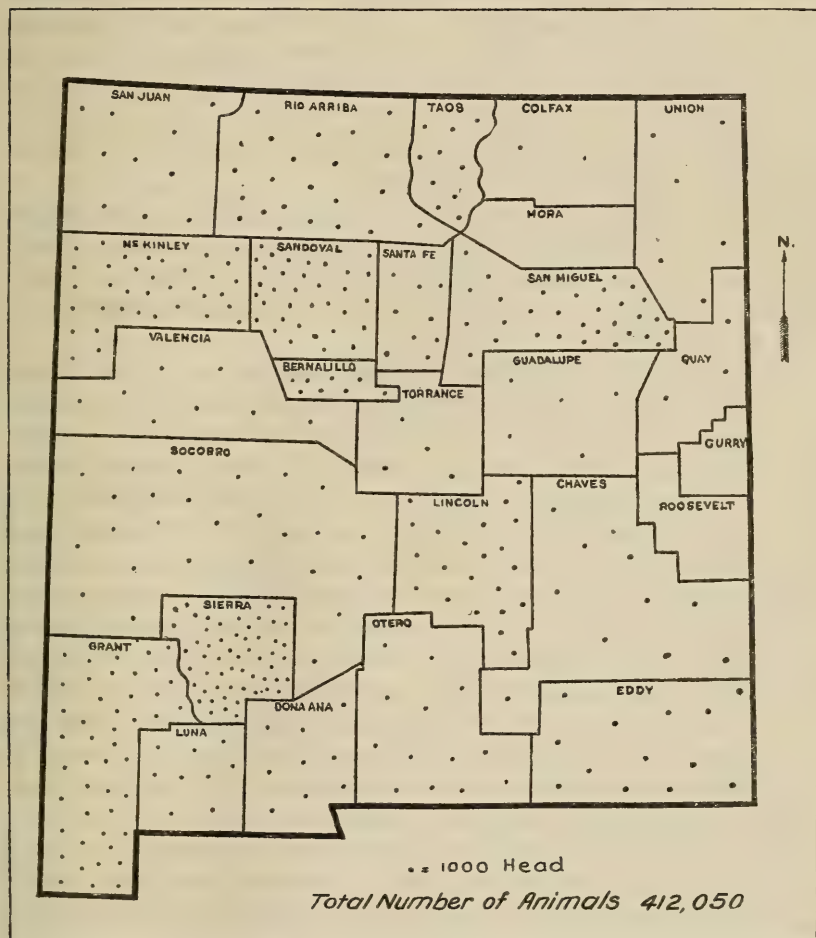 SAN JUAN
RIO ARRIBA
TAOS
COLFAX
UNION
MORA
N.
Mc KINLEY
SANDOVAL
SANTA FE
SAN MIGUEL
VALENCIA
BERNALILLO
GUADALUPE
QUAY
TORRANCE
GURRY
SOCORRO
LINCOLN
CHAVES
ROOSEVELT
SIERRA
OTERO
GRANT
EDDY
LUNA
DONA ANA
• = 1000 Head
Total Number of Animals 412,050